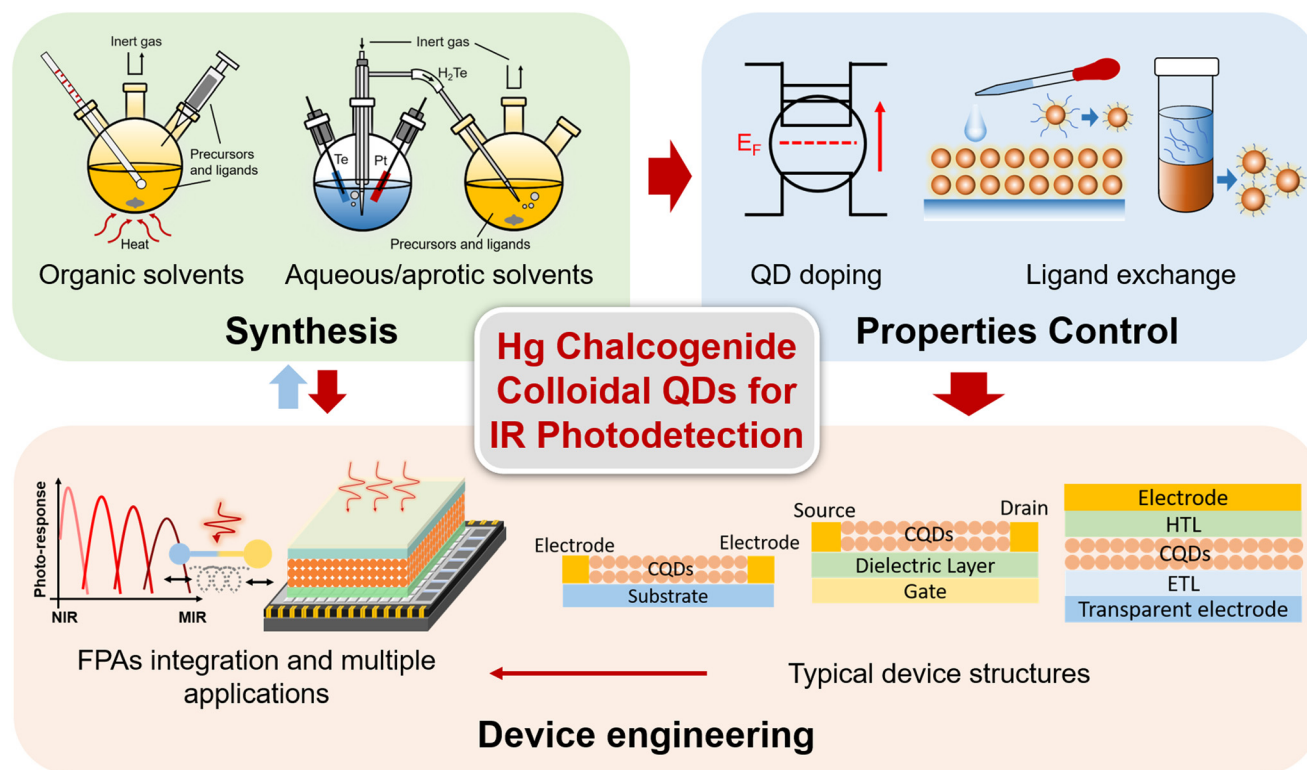 Inert gas
Precursors
and ligands
Heat
Organic solvents
Inert gas
H₂Te
Te
Pt
Precursors and ligands
Aqueous/aprotic solvents
Synthesis
E_F
QD doping
Ligand exchange
Properties Control
Hg Chalcogenide
Colloidal QDs for
IR Photodetection
Photo-response
NIR
MIR
FPAs integration and multiple
applications
Electrode
Electrode
CQDs
Substrate
Source
Drain
CQDs
Dielectric Layer
Gate
Electrode
HTL
CQDs
ETL
Transparent electrode
Typical device structures
Device engineering